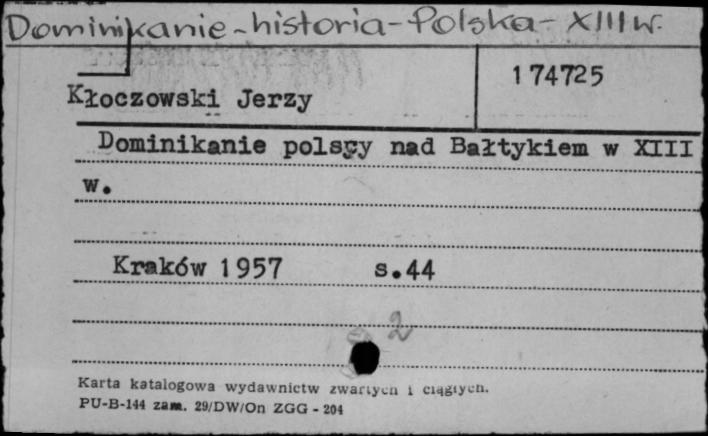 Dominikanie - historia - Polska - XIII w.
174725
Kłoczowski Jerzy
Dominikanie polscy nad Bałtykiem w XIII
w.
Kraków 1957 s.44
2
Karta katalogowa wydawnictw zwartych i ciągłych.
PU-B-144 zam. 29/DW/On ZGG - 204